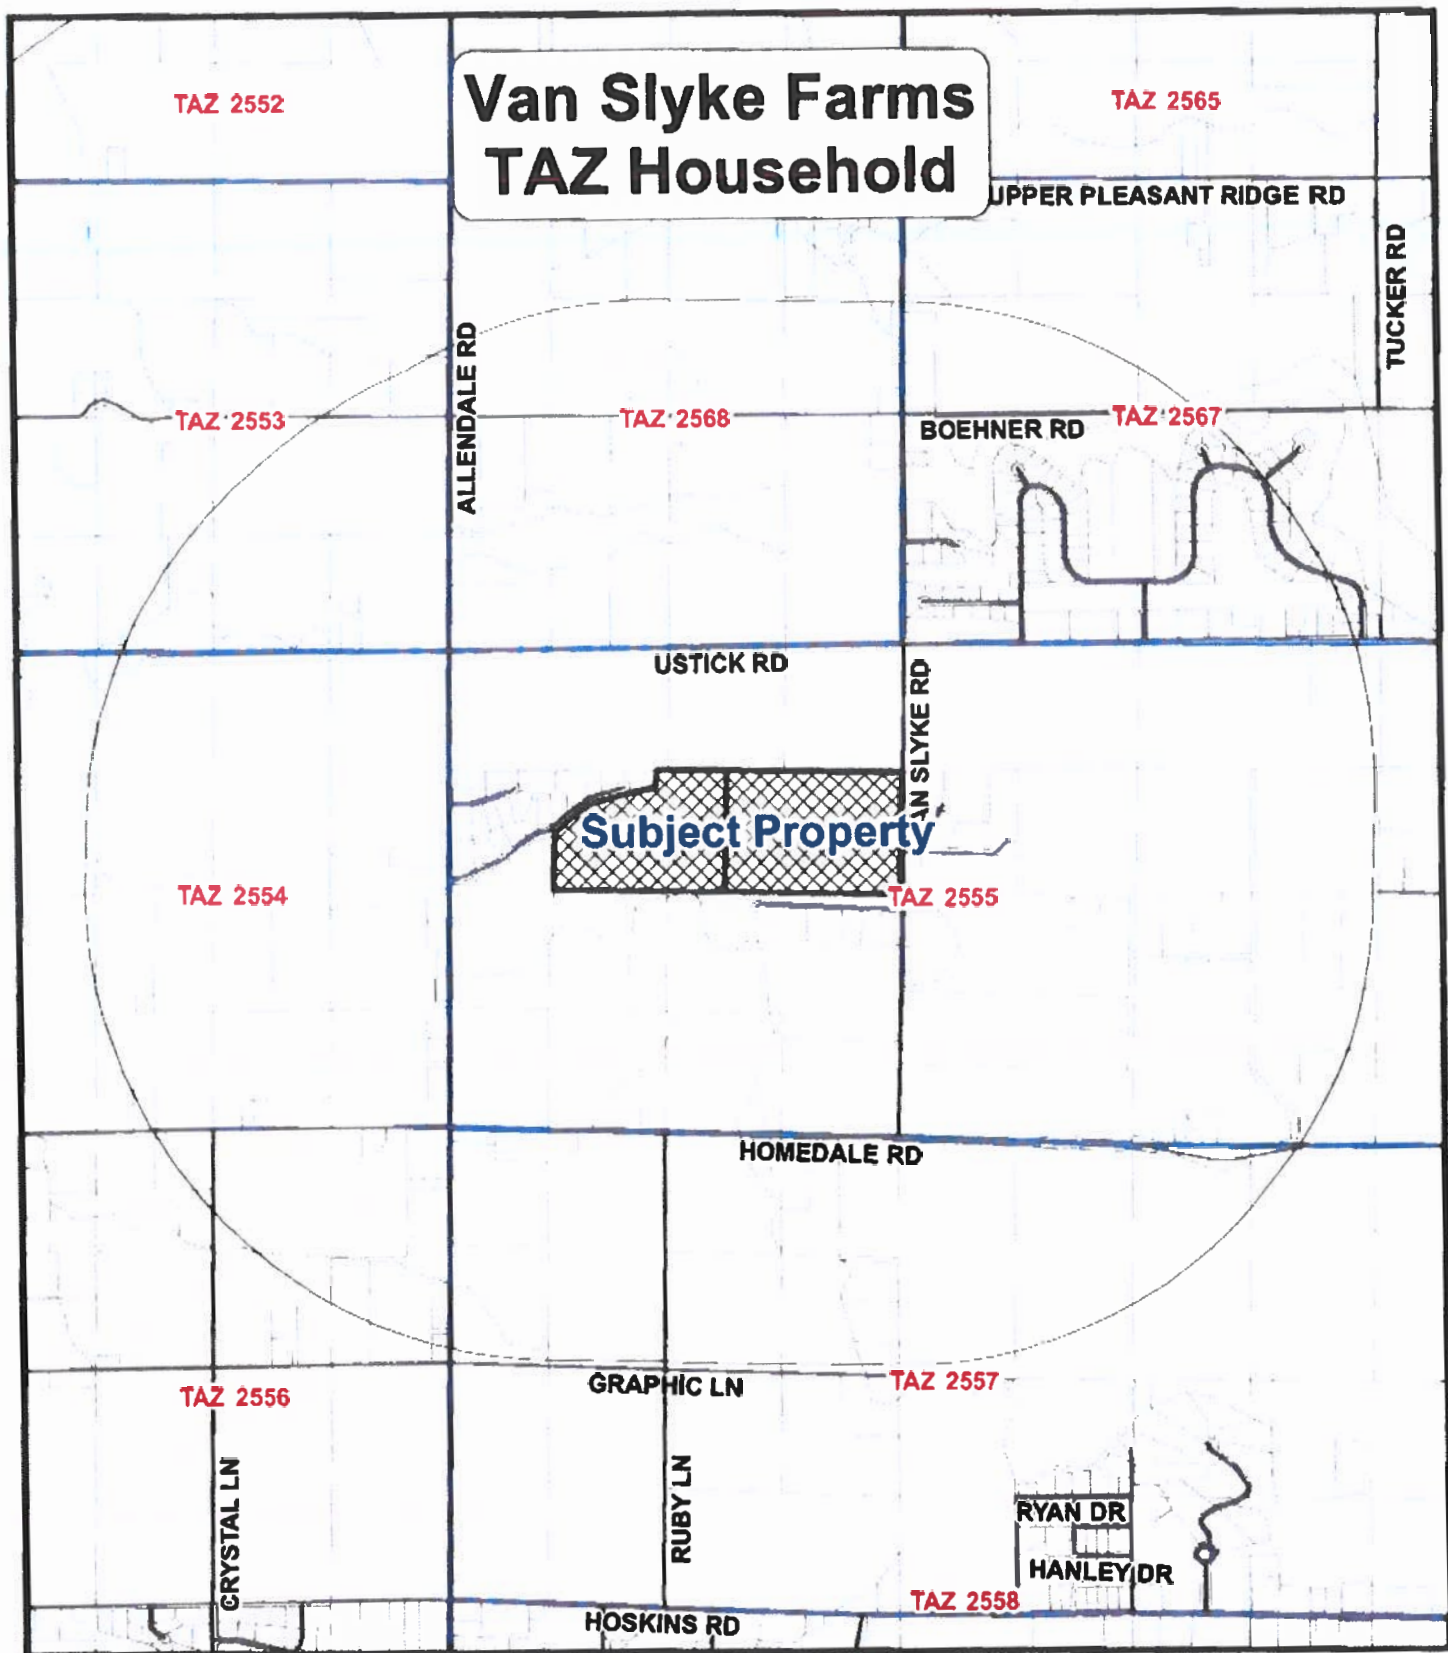 Van Slyke Farms
TAZ Household
TAZ 2552
TAZ 2565
UPPER PLEASANT RIDGE RD
TUCKER RD
ALLENDALE RD
TAZ 2553
TAZ 2568
TAZ 2567
BOEHNER RD
USTICK RD
AN SLYKE RD
Subject Property
TAZ 2554
TAZ 2555
HOMEDALE RD
GRAPHIC LN
TAZ 2557
TAZ 2556
CRYSTAL LN
RUBY LN
RYAN DR
HANLEY DR
TAZ 2558
HOSKINS RD